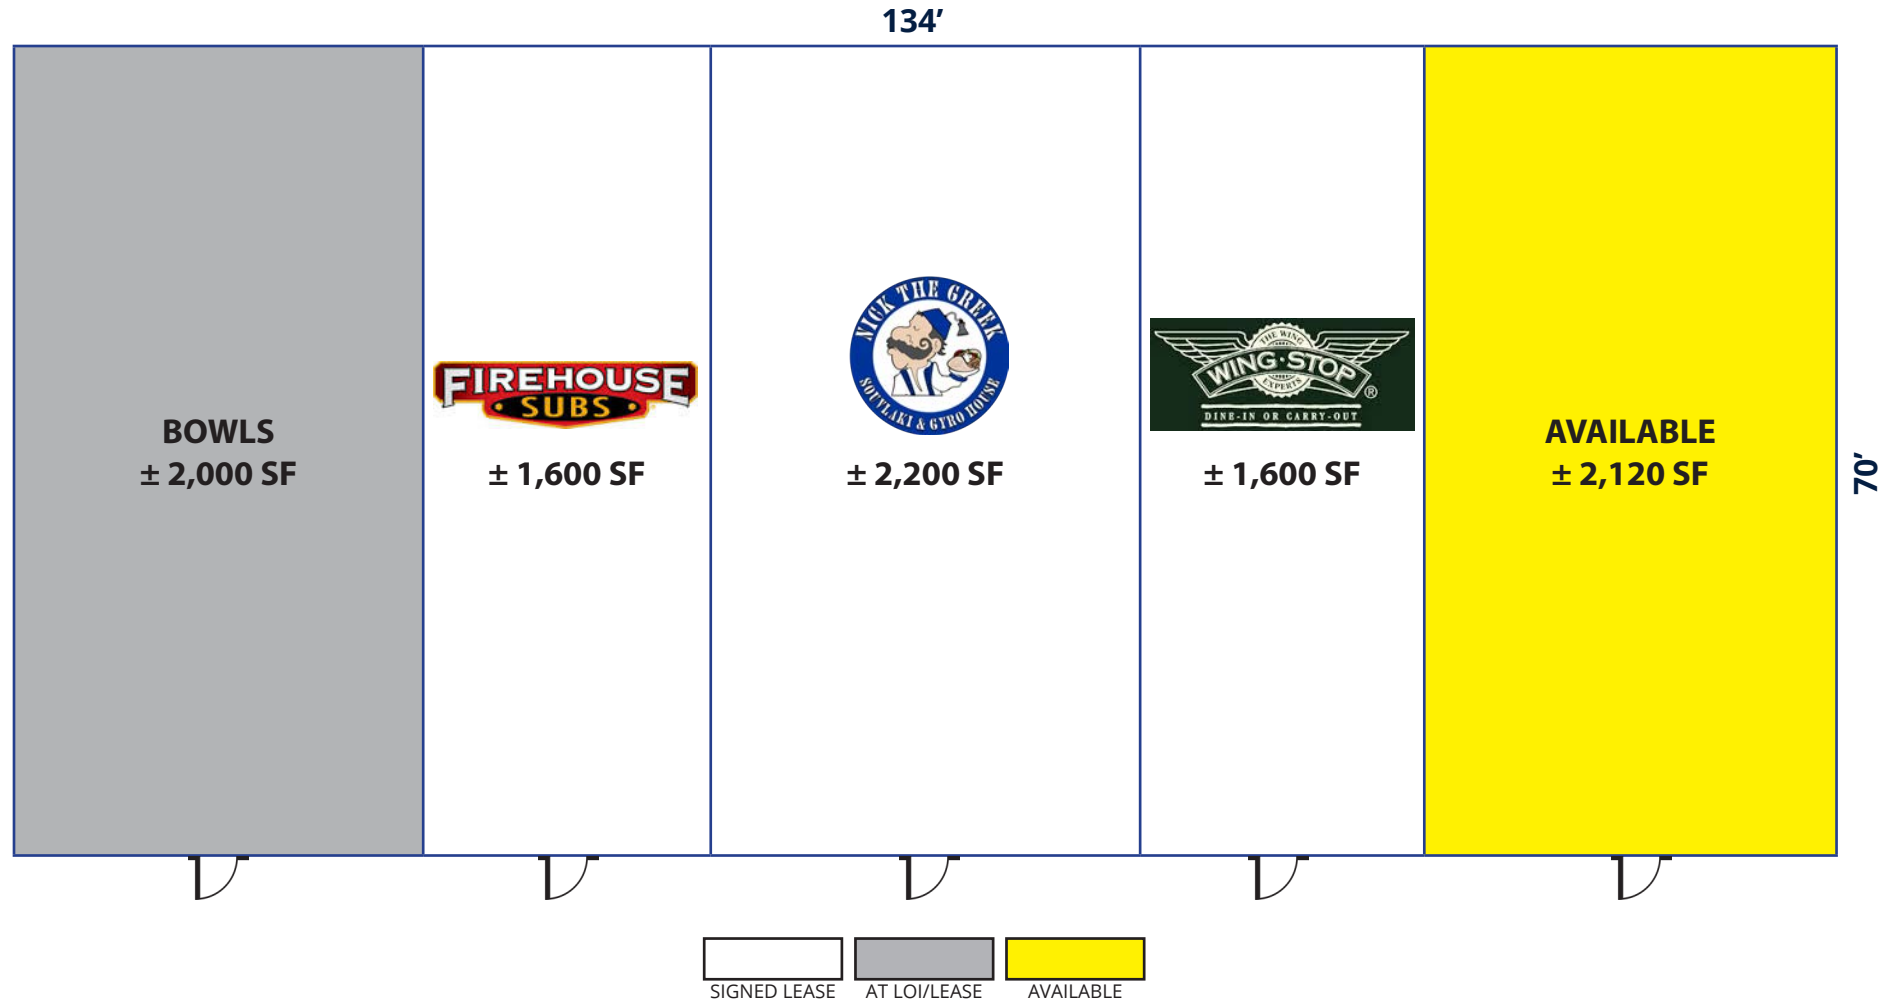 134’
BOWLS
± 2,000 SF
FIREHOUSE
SUBS
± 1,600 SF
NICK THE GREEK
SOUVLAKI & GYRO HOUSE
± 2,200 SF
THE WING
WING·STOP
EXPERTS
®
DINE-IN OR CARRY-OUT
± 1,600 SF
AVAILABLE
± 2,120 SF
70’
SIGNED LEASE
AT LOI/LEASE
AVAILABLE